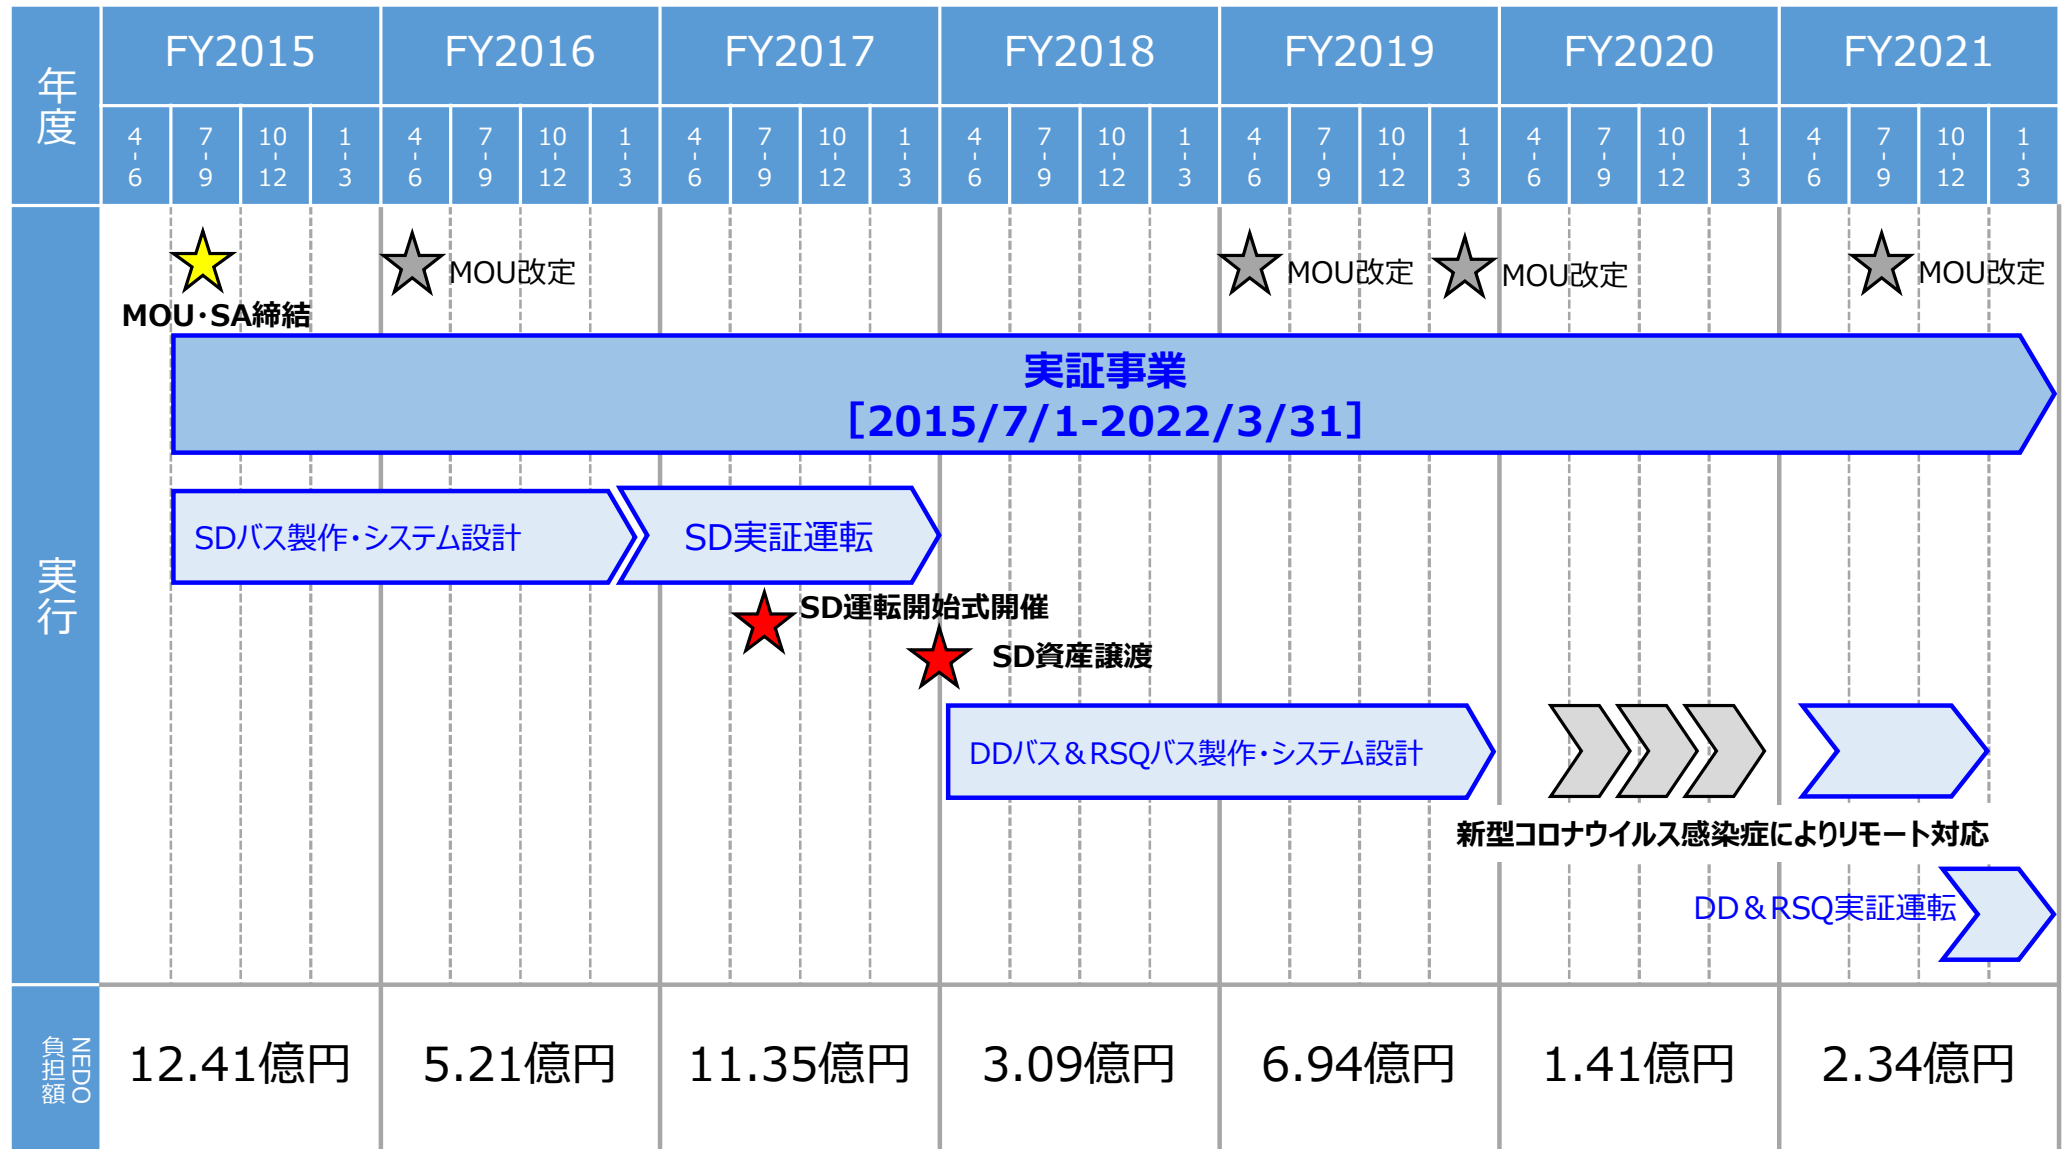 年度
FY2015 FY2016 FY2017 FY2018 FY2019 FY2020 FY2021
4-6 7-9 10-12 1-3 4-6 7-9 10-12 1-3 4-6 7-9 10-12 1-3 4-6 7-9 10-12 1-3 4-6 7-9 10-12 1-3 4-6 7-9 10-12 1-3 4-6 7-9 10-12 1-3
実行
MOU改定 MOU改定 MOU改定 MOU改定
MOU・SA締結
実証事業
[2015/7/1-2022/3/31]
SDバス製作・システム設計 SD実証運転
SD運転開始式開催
SD資産譲渡
DDバス＆RSQバス製作・システム設計
新型コロナウイルス感染症によりリモート対応
DD＆RSQ実証運転
NEDO
負担額
12.41億円 5.21億円 11.35億円 3.09億円 6.94億円 1.41億円 2.34億円